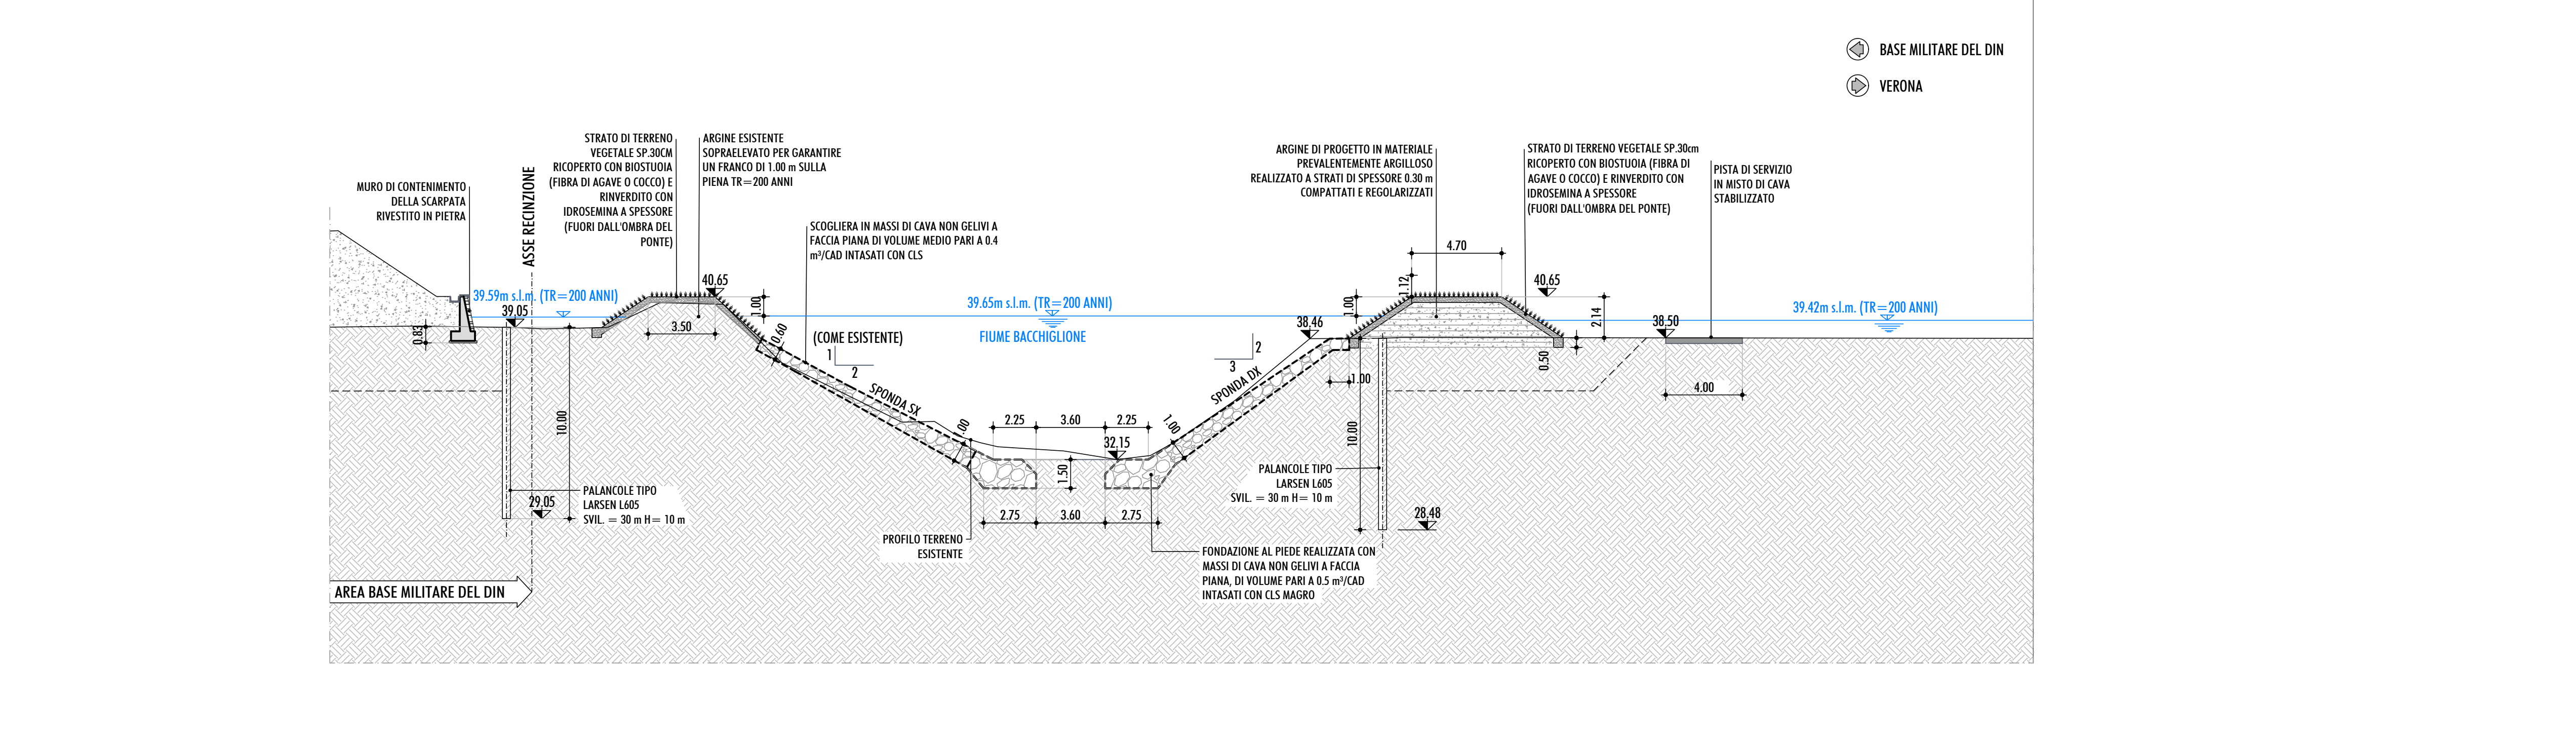 BASE MILITARE DEL DIN
VERONA
MURO DI CONTENIMENTO
DELLA SCARPATA
RIVESTITO IN PIETRA
ASSE RECINZIONE
STRATO DI TERRENO
VEGETALE SP.30CM
RICOPERTO CON BIOSTUOIA
(FIBRA DI AGAVE O COCCO) E
RINVERDITO CON
IDROSEMINA A SPESSORE
(FUORI DALL'OMBRA DEL
PONTE)
ARGINE ESISTENTE
SOPRAELEVATO PER GARANTIRE
UN FRANCO DI 1.00 m SULLA
PIENA TR=200 ANNI
SCOGLIERA IN MASSI DI CAVA NON GELIVI A
FACCIA PIANA DI VOLUME MEDIO PARI A 0.4
m³/CAD INTASATI CON CLS
ARGINE DI PROGETTO IN MATERIALE
PREVALENTEMENTE ARGILLOSO
REALIZZATO A STRATI DI SPESSORE 0.30 m
COMPATTATI E REGOLARIZZATI
STRATO DI TERRENO VEGETALE SP.30cm
RICOPERTO CON BIOSTUOIA (FIBRA DI
AGAVE O COCCO) E RINVERDITO CON
IDROSEMINA A SPESSORE
(FUORI DALL'OMBRA DEL PONTE)
PISTA DI SERVIZIO
IN MISTO DI CAVA
STABILIZZATO
39.59m s.l.m. (TR=200 ANNI)
39.05
0.83
40.65
1.00
3.50
0.60
39.65m s.l.m. (TR=200 ANNI)
FIUME BACCHIGLIONE
(COME ESISTENTE)
1
2
SPONDA SX
4.70
1.12
1.00
40.65
2.14
38.46
2
3
SPONDA DX
1.00
0.50
38.50
4.00
39.42m s.l.m. (TR=200 ANNI)
10.00
.00
2.25
3.60
2.25
1.00
32.15
1.50
10.00
PALANCOLE TIPO
LARSEN L605
SVIL. = 30 m H= 10 m
29.05
2.75
3.60
2.75
PALANCOLE TIPO
LARSEN L605
SVIL. = 30 m H= 10 m
28.48
PROFILO TERRENO
ESISTENTE
FONDAZIONE AL PIEDE REALIZZATA CON
MASSI DI CAVA NON GELIVI A FACCIA
PIANA, DI VOLUME PARI A 0.5 m³/CAD
INTASATI CON CLS MAGRO
AREA BASE MILITARE DEL DIN